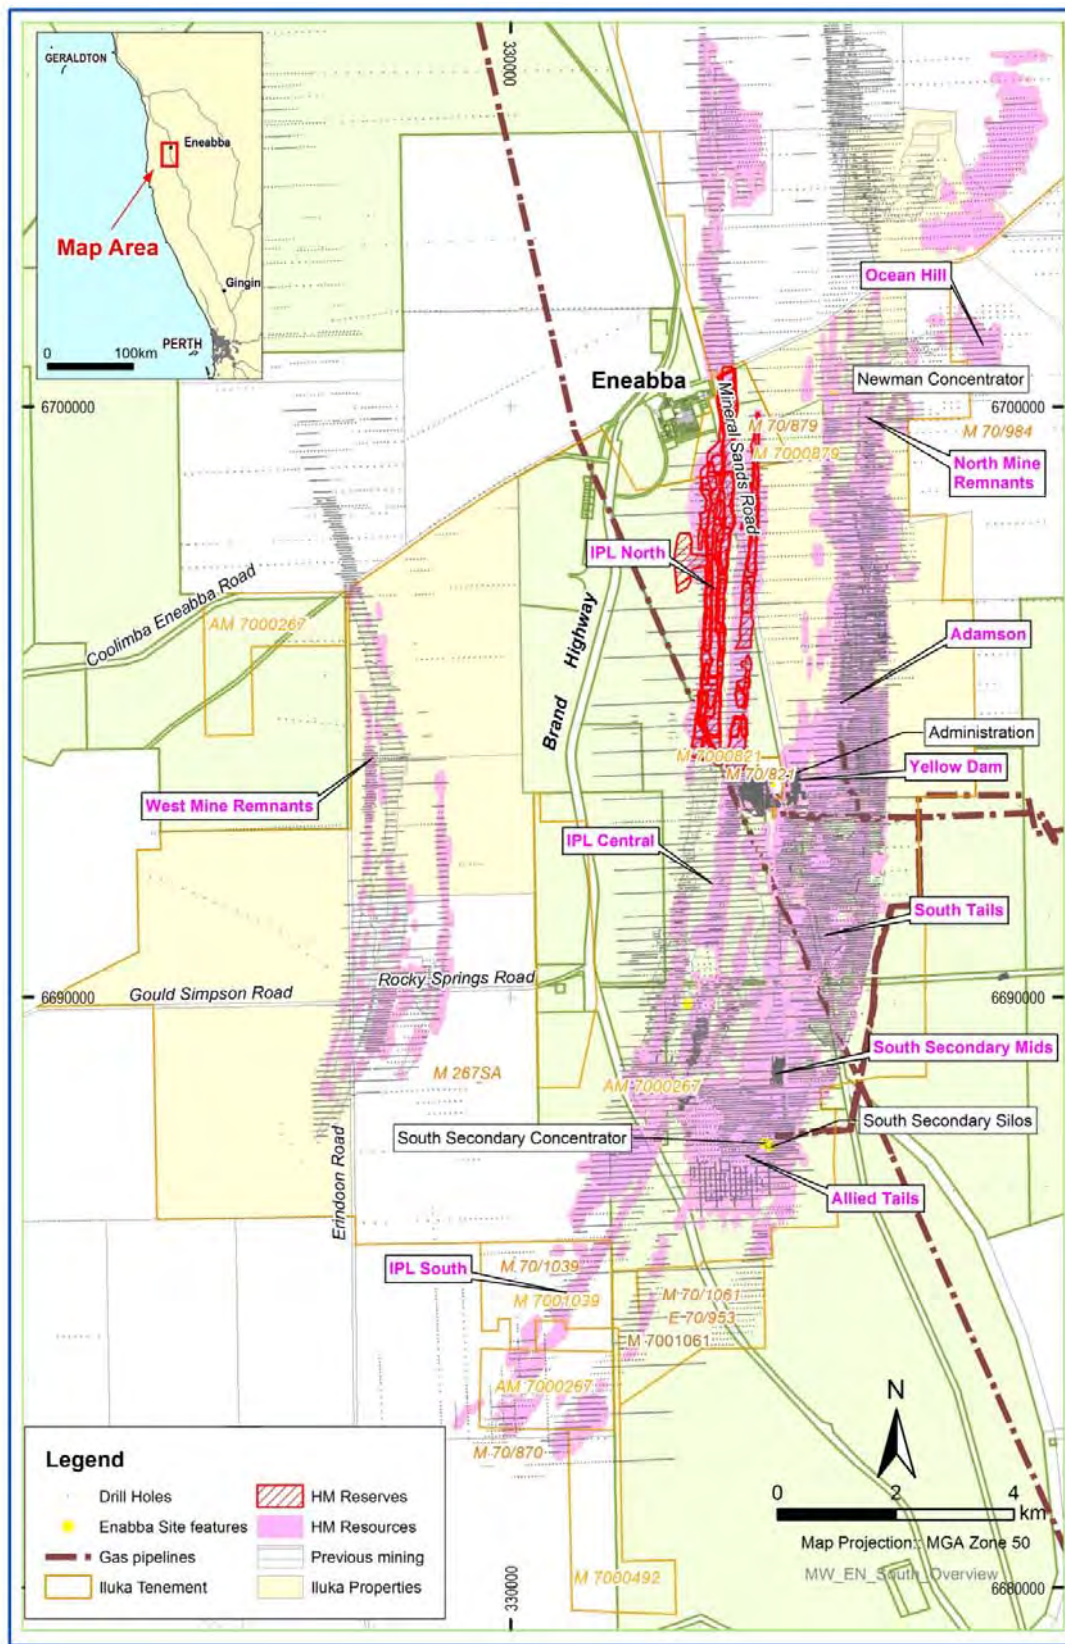 GERALDTON
Eneabba
Map Area
Gingin
PERTH
0 100km
330000
Ocean Hill
Newman Concentrator
Eneabba
Mineral Sands Road
6700000
6700000
M 70/879
M 7000879
M 70/984
North Mine
Remnants
IPL North
Coolimba Eneabba Road
AM 7000267
Brand Highway
Adamson
Administration
M 7000821
M 70/821
Yellow Dam
West Mine Remnants
IPL Central
South Tails
Rocky Springs Road
Gould Simpson Road
6690000
6690000
South Secondary Mids
M 267SA
AM 7000267
South Secondary Silos
South Secondary Concentrator
Erindoon Road
Allied Tails
IPL South
M 70/1039
M 7001039
M 70/1061
E 70/953
M 7001061
AM 7000267
M 70/870
N
Legend
Drill Holes
HM Reserves
Enabba Site features
HM Resources
Gas pipelines
Previous mining
Iluka Tenement
Iluka Properties
0 2 4
km
Map Projection:: MGA Zone 50
MW_EN_South_Overview
M 7000492
330000
6680000